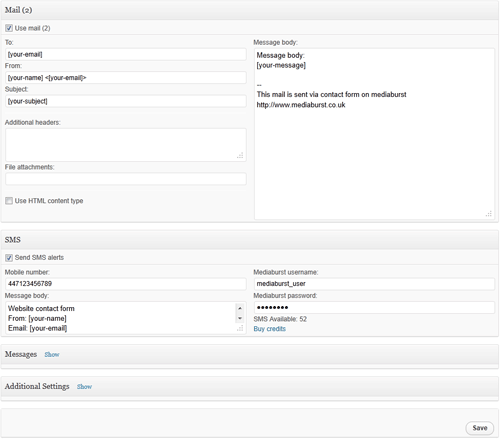 Mail (2)
Use mail (2)
To:
[your-email]
From:
[your-name] <[your-email]>
Subject:
[your-subject]
Additional headers:
File attachments:
Use HTML content type
Message body:
Message body:
[your-message]
--
This mail is sent via contact form on mediaburst
http://www.mediaburst.co.uk
SMS
Send SMS alerts
Mobile number:
447123456789
Message body:
Website contact form
From: [your-name]
Email: [your-email]
Mediaburst username:
mediaburst_user
Mediaburst password:
●●●●●●●●
SMS Available: 52
Buy credits
Messages Show
Additional Settings Show
Save